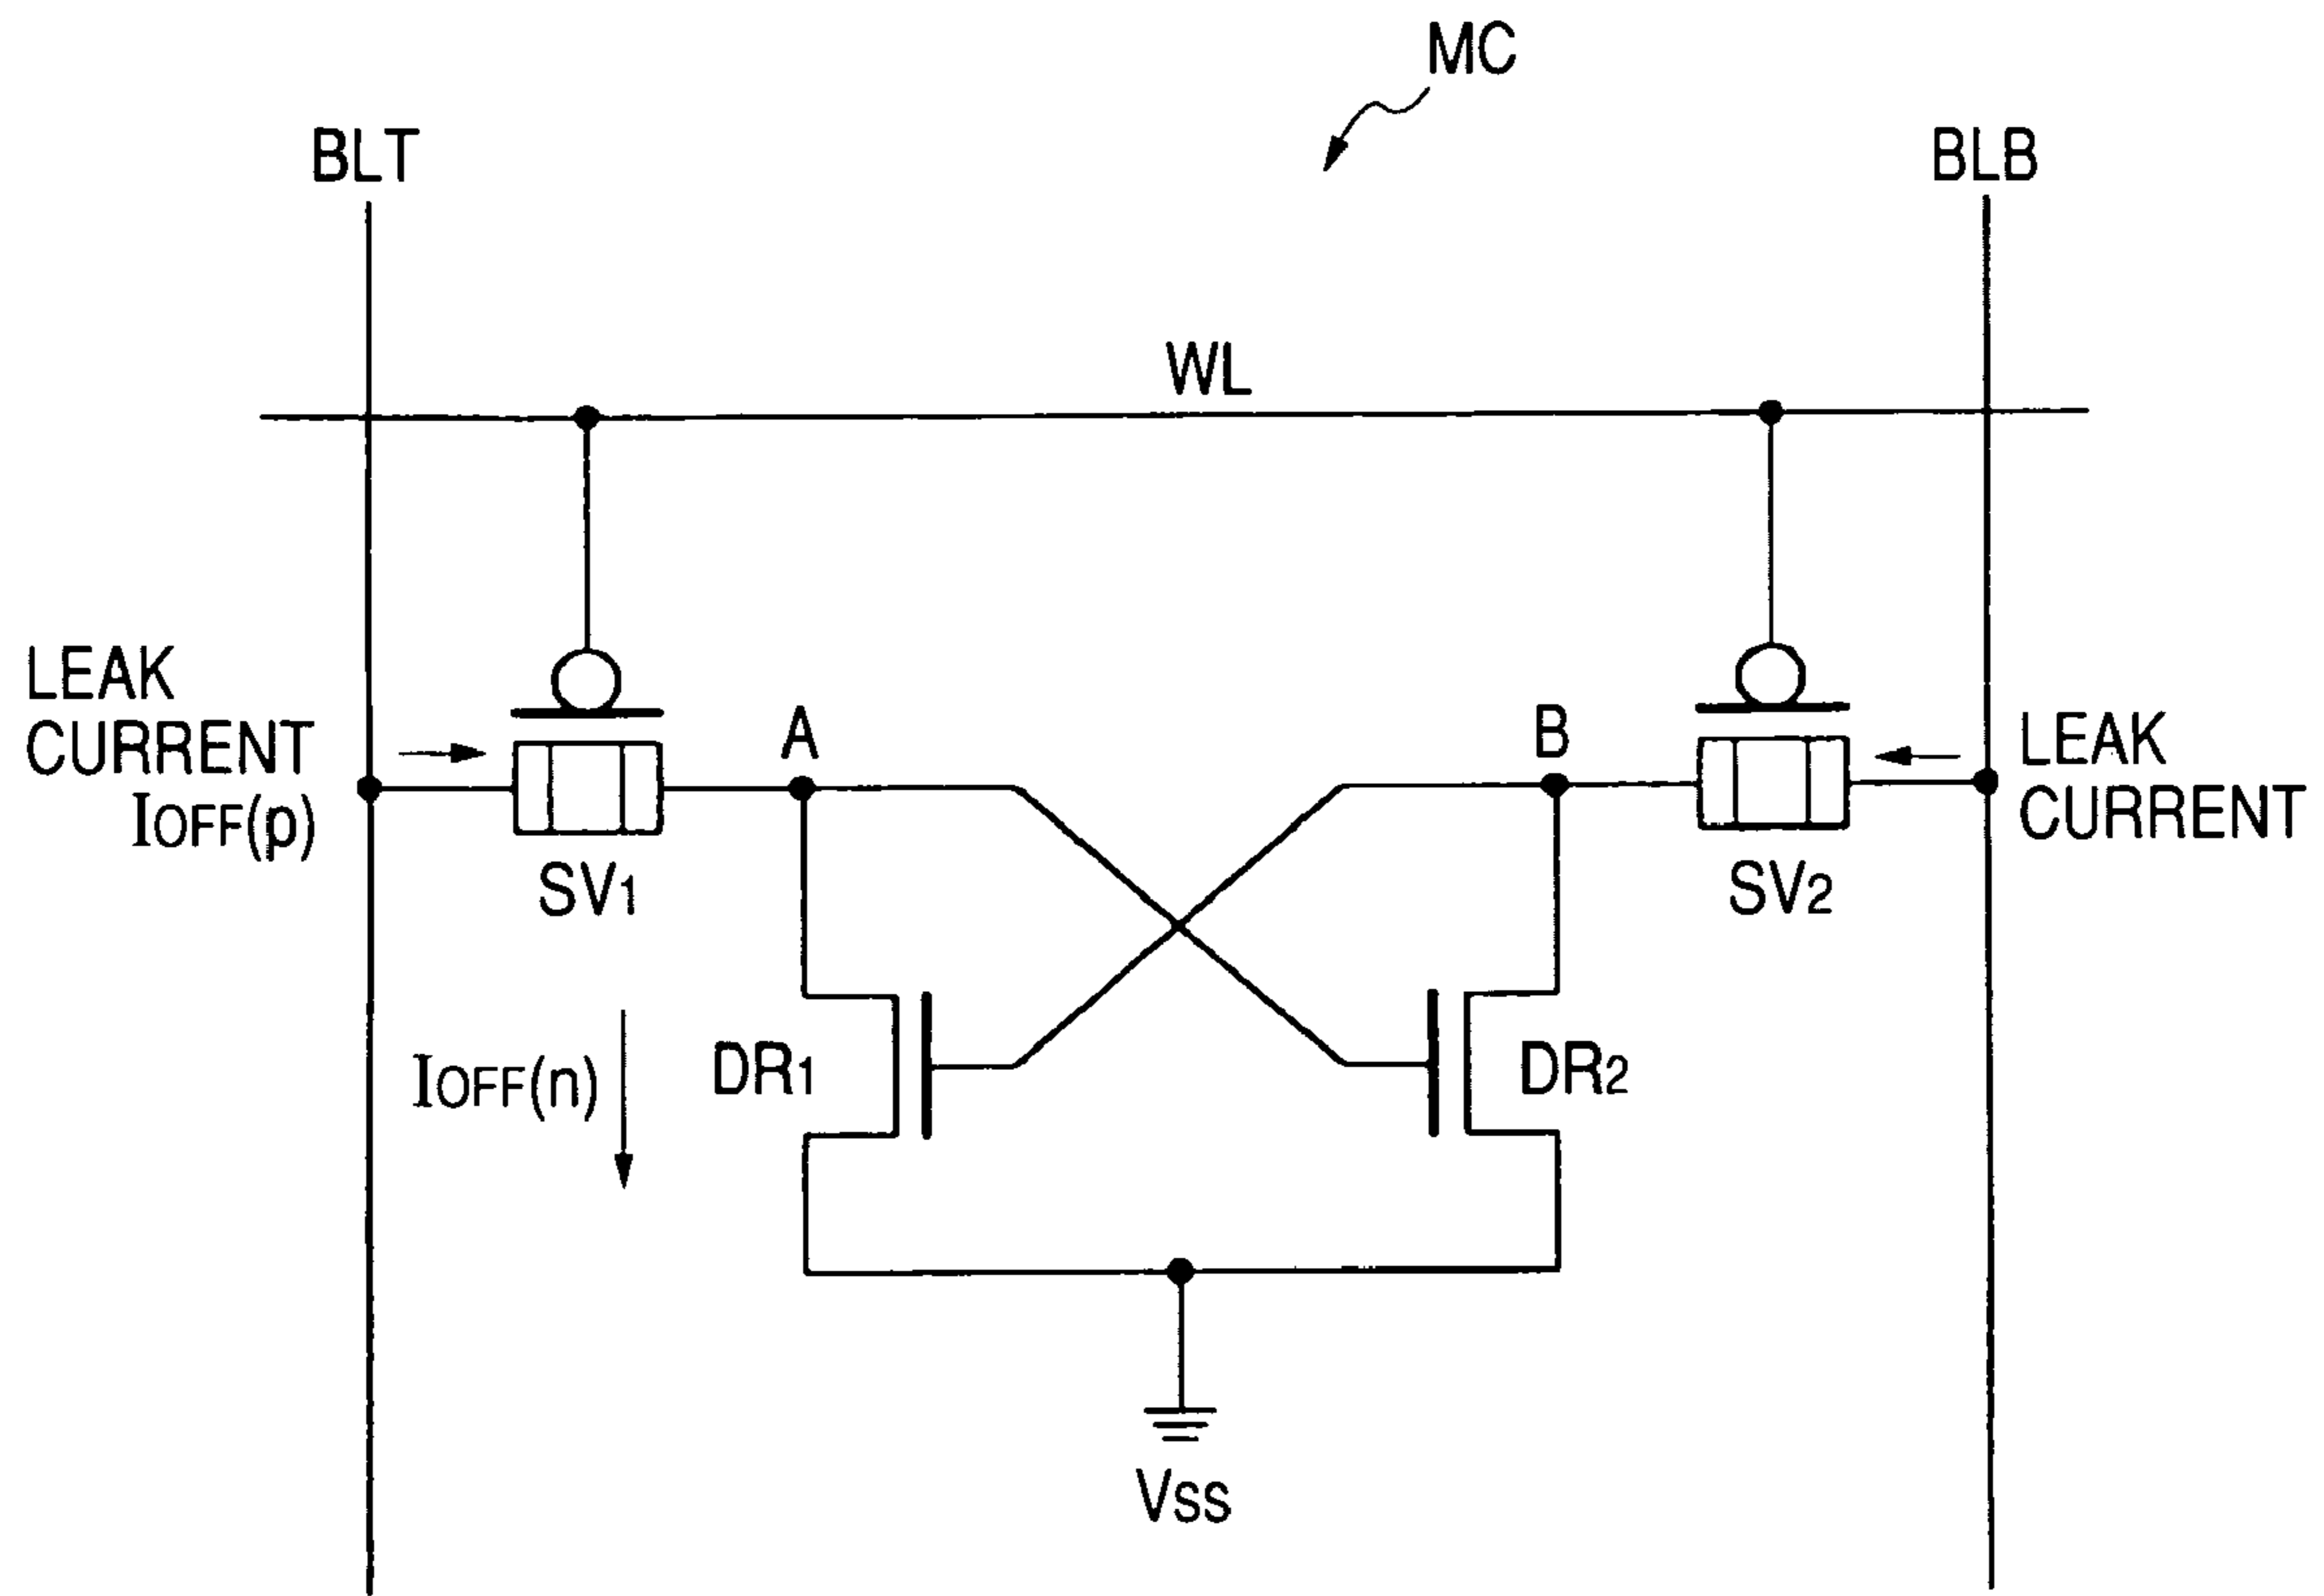 MC
BLT
BLB
WL
LEAK
CURRENT
IOFF(p)
A
B
LEAK
CURRENT
SV1
SV2
IOFF(n)
DR1
DR2
VSS